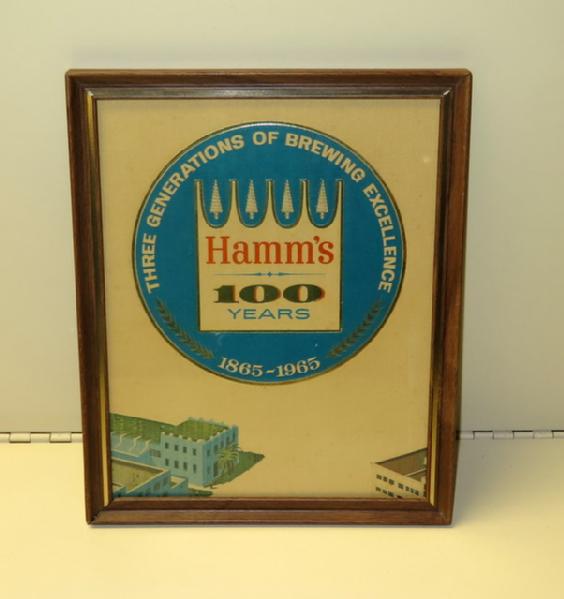 THREE GENERATIONS OF BREWING EXCELLENCE
Hamm's
100
YEARS
1865-1965